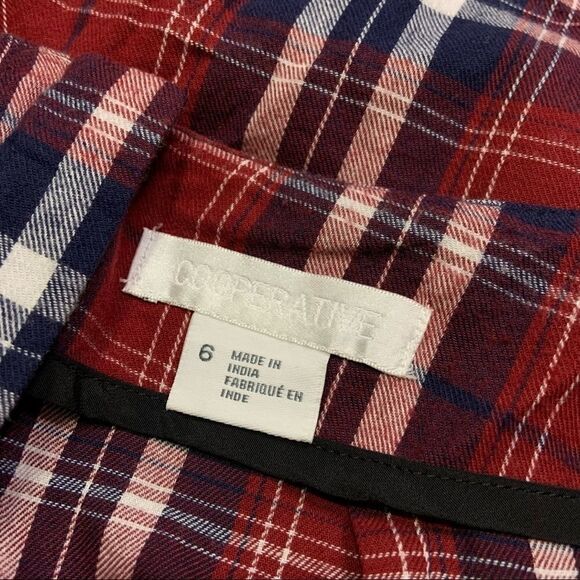 COOPERATIVE
6
MADE IN
INDIA
FABRIQUÉ EN
INDE